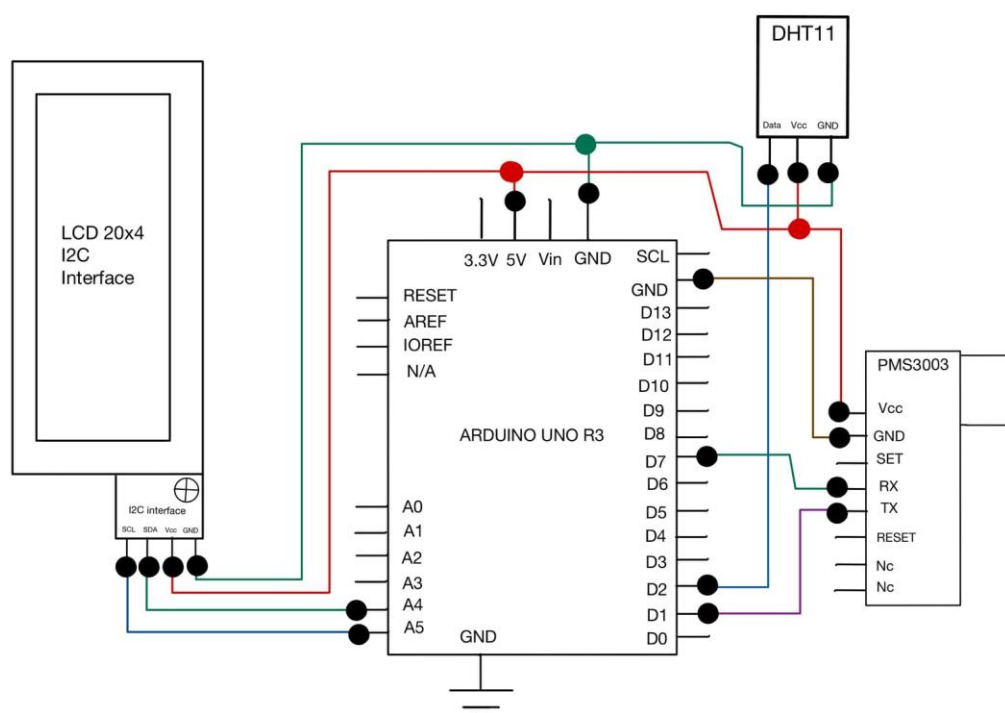 DHT11
Data Vcc GND
LCD 20x4
I2C
Interface
I2C interface
SCL SDA Vcc GND
3.3V 5V Vin GND
RESET
AREF
IOREF
N/A
ARDUINO UNO R3
A0
A1
A2
A3
A4
A5
GND
SCL
GND
D13
D12
D11
D10
D9
D8
D7
D6
D5
D4
D3
D2
D1
D0
PMS3003
Vcc
GND
SET
RX
TX
RESET
Nc
Nc